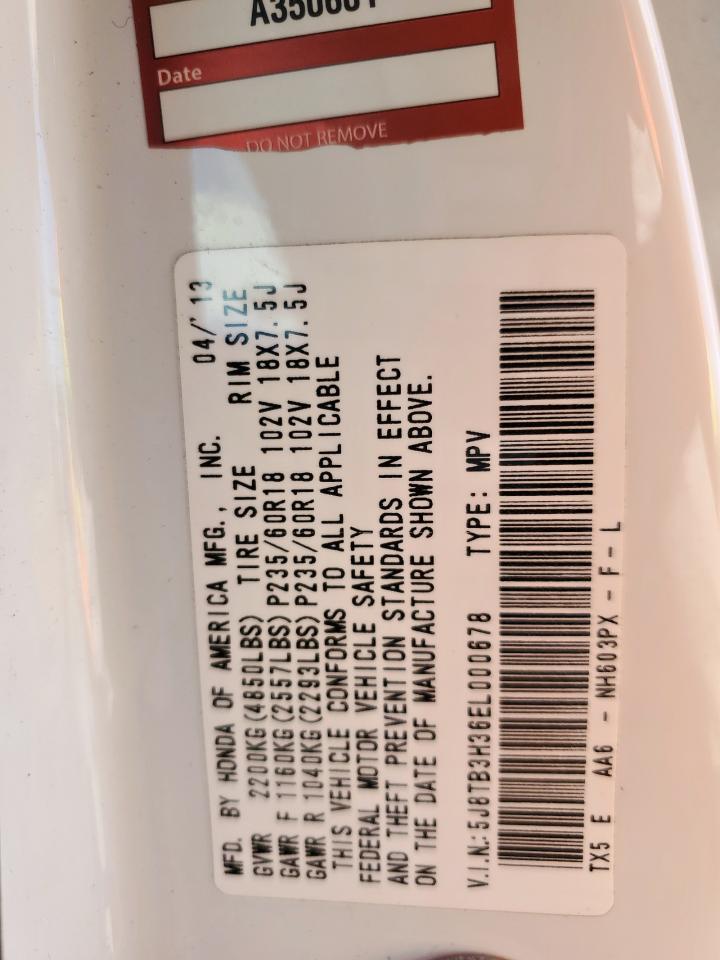 Date
DO NOT REMOVE
MFD. BY HONDA OF AMERICA MFG., INC. 04/'13
GVWR 2200KG(4850LBS) TIRE SIZE RIM SIZE
GAWR F 1160KG(2557LBS)P235/60R18 102V 18X7.5J
GAWR R 1040KG(2293LBS)P235/60R18 102V 18X7.5J
THIS VEHICLE CONFORMS TO ALL APPLICABLE
FEDERAL MOTOR VEHICLE SAFETY
AND THEFT PREVENTION STANDARDS IN EFFECT
ON THE DATE OF MANUFACTURE SHOWN ABOVE.
V.I.N.:5J8TB3H36EL000678 TYPE: MPV
TX5 E AA6 - NH603PX - F - L